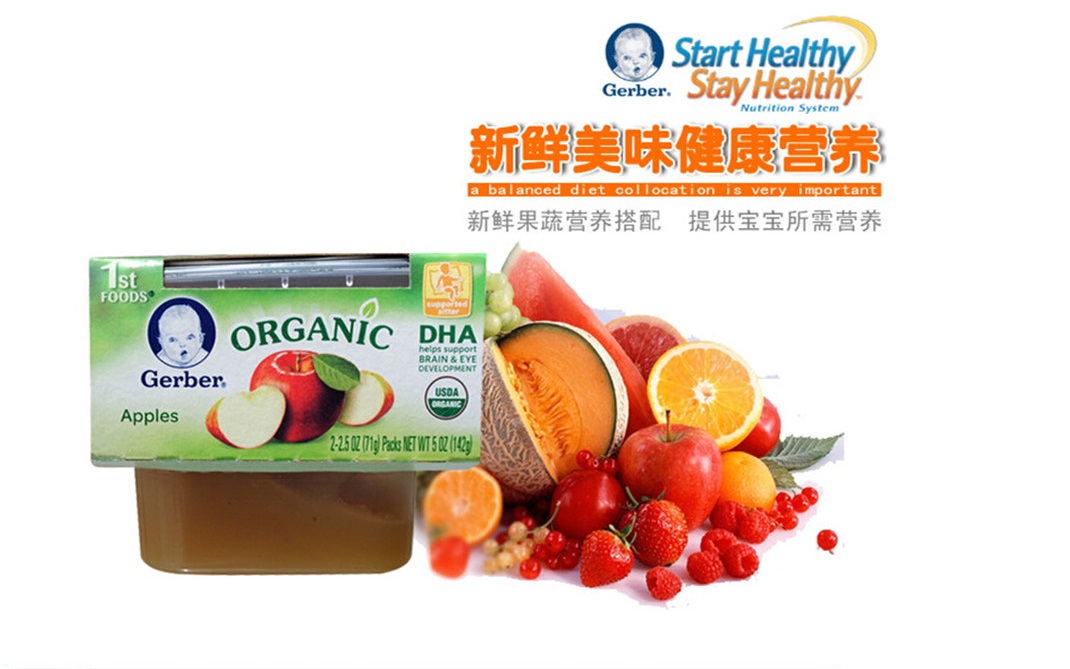 Gerber.
Start Healthy
Stay Healthy™
Nutrition System
新鲜美味健康营养
a balanced diet collocation is very important
新鲜果蔬营养搭配 提供宝宝所需营养
1st
FOODS®
supported
sitter
ORGANIC
DHA
helps support
BRAIN & EYE
DEVELOPMENT
Gerber®
USDA
ORGANIC
Apples
2-2.5 OZ (71g) Packs NET WT 5 OZ (142g)